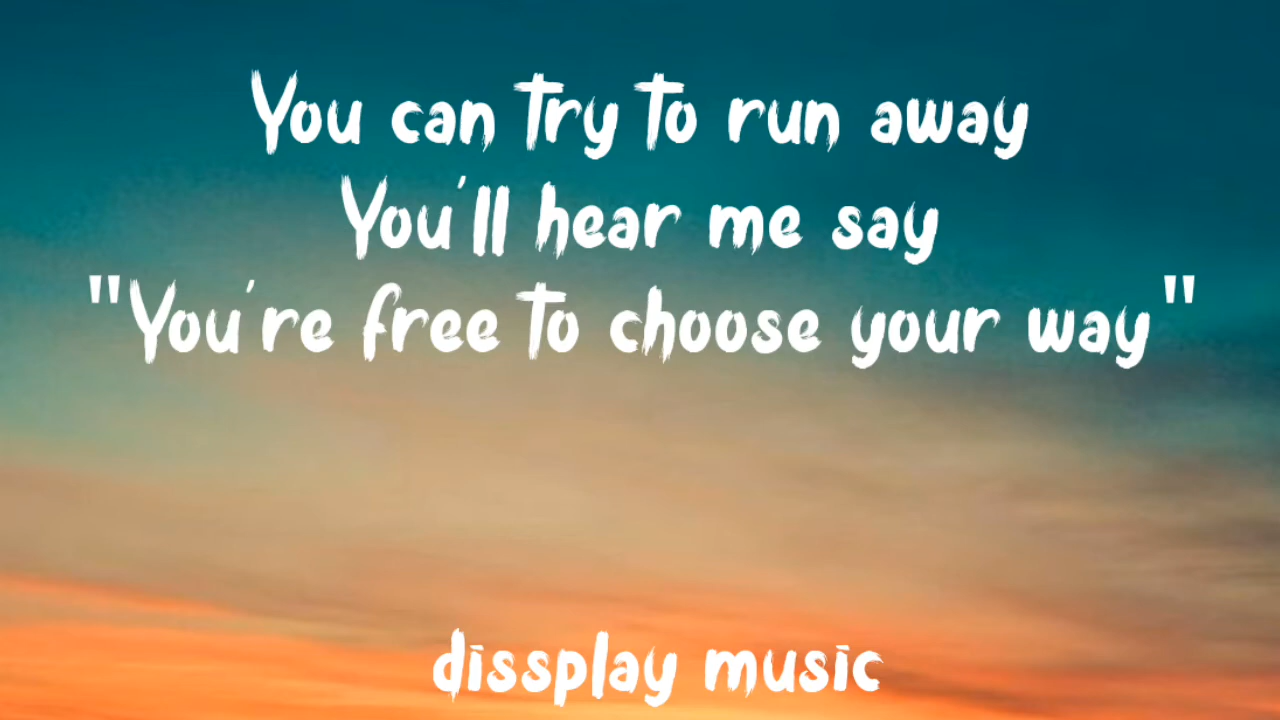 You can try to run away
You'll hear me say
"You're free to choose your way"
dissplay music